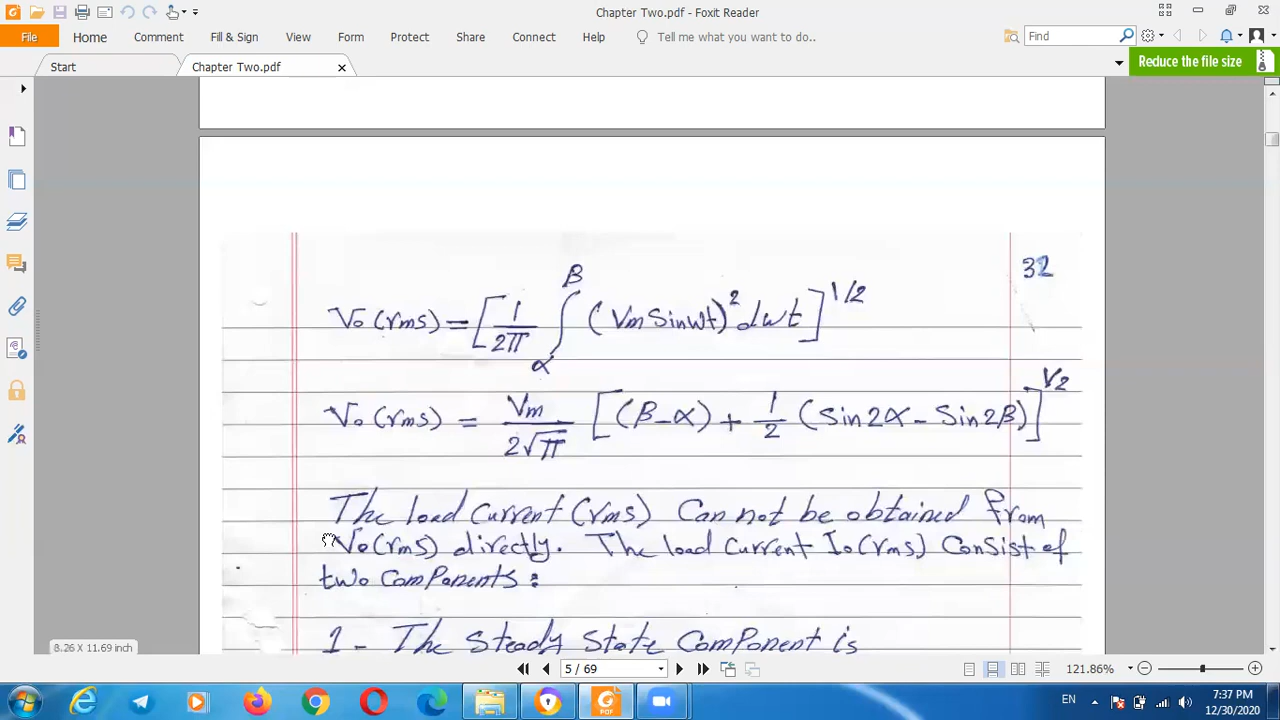 Chapter Two.pdf - Foxit Reader
File Home Comment Fill & Sign View Form Protect Share Connect Help Tell me what you want to do... Find
Start Chapter Two.pdf Reduce the file size
32
Vo(rms) = [1/2π ∫αβ (Vm Sinwt)2 dwt]1/2
Vo(rms) = Vm/2√π [(β-α) + 1/2 (Sin2α - Sin2β)]1/2
The load current (rms) Can not be obtained from
Vo(rms) directly. The load current Io(rms) Consist of
two components:
1 - The Steady State Component is
8.26 x 11.69 inch
5 / 69
121.86%
EN
7:37 PM
12/30/2020